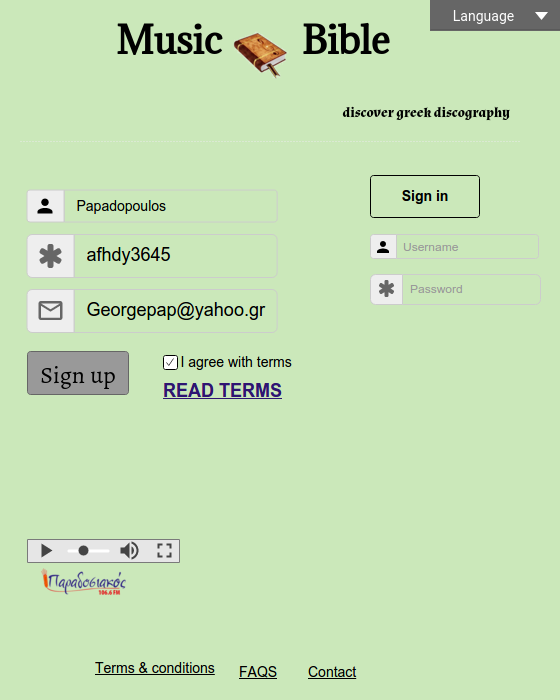 Language
Music Bible
discover greek discography
Papadopoulos
Sign in
afhdy3645
Username
Password
Georgepap@yahoo.gr
Sign up
I agree with terms
READ TERMS
Παραδοσιακός
106.6 FM
Terms & conditions FAQS Contact